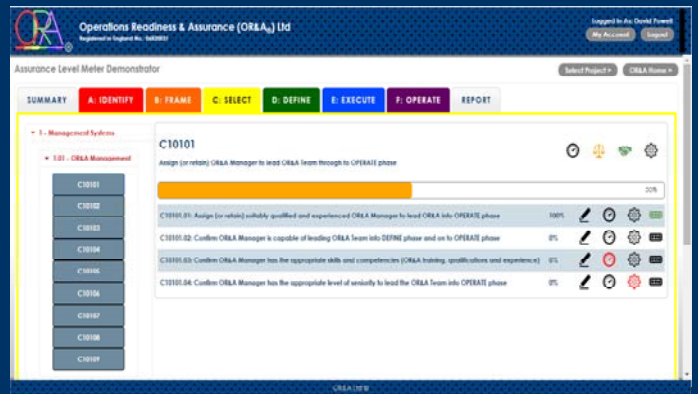 ORA
Operations Readiness & Assurance (OR&A®) Ltd
Registered in England No.
Logged In As: David Powell
My Account
Logout
Assurance Level Meter Demonstrator
Select Project >
OR&A Home >
SUMMARY
A: IDENTIFY
B: FRAME
C: SELECT
D: DEFINE
E: EXECUTE
F: OPERATE
REPORT
1 - Management Systems
1.01 - OR&A Management
C10101
C10102
C10103
C10104
C10105
C10106
C10107
C10108
C10109
C10101
Assign (or retain) OR&A Manager to lead OR&A Team through to OPERATE phase
C10101.01: Assign (or retain) suitably qualified and experienced OR&A Manager to lead OR&A into OPERATE phase 100%
C10101.02: Confirm OR&A Manager is capable of leading OR&A Team into DEFINE phase and on to OPERATE phase 0%
C10101.03: Confirm OR&A Manager has the appropriate skills and competencies (OR&A training, qualifications and experience) 0%
C10101.04: Confirm OR&A Manager has the appropriate level of seniority to lead the OR&A Team into OPERATE phase 0%